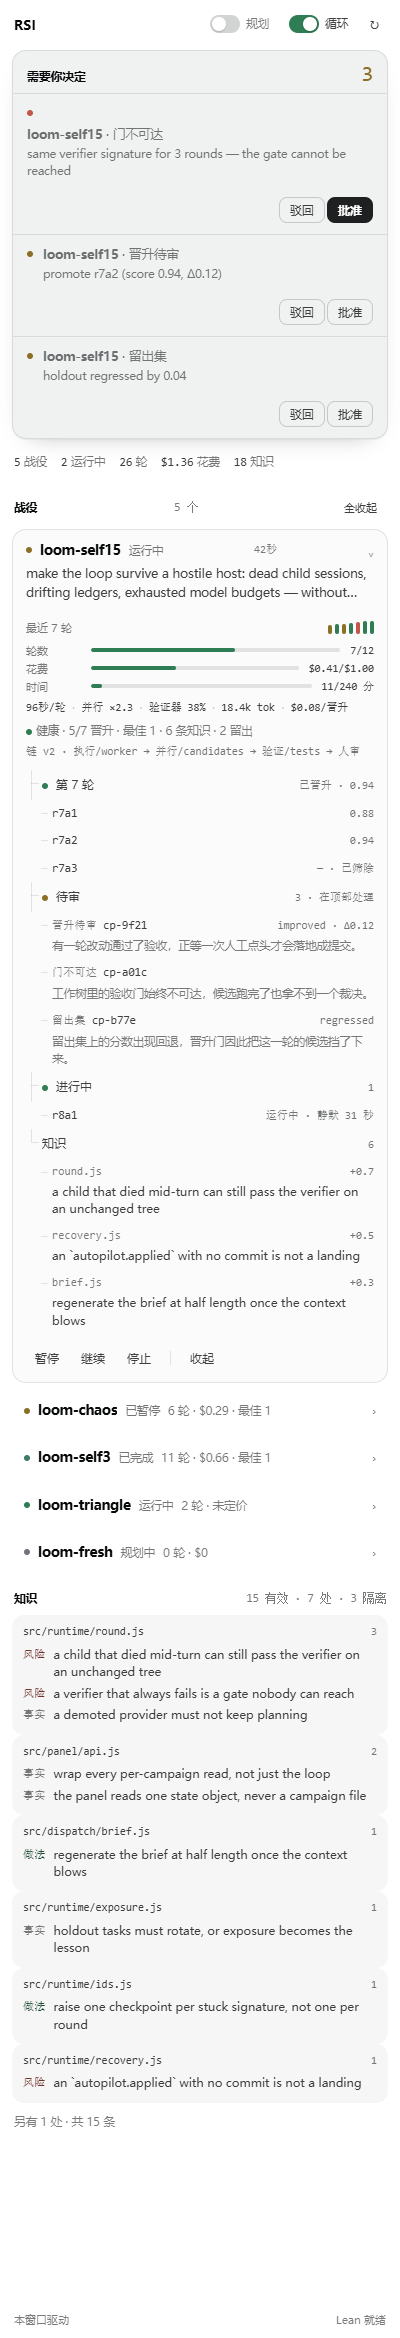 RSI 规划 循环 ↻
需要你决定 3
loom-self15 · 门不可达
same verifier signature for 3 rounds — the gate cannot be
reached
驳回 批准
loom-self15 · 晋升待审
promote r7a2 (score 0.94, Δ0.12)
驳回 批准
loom-self15 · 留出集
holdout regressed by 0.04
驳回 批准
5 战役 2 运行中 26 轮 $1.36 花费 18 知识
战役 5 个 全收起
loom-self15 运行中 42秒
make the loop survive a hostile host: dead child sessions,
drifting ledgers, exhausted model budgets — without…
最近 7 轮
轮数 7/12
花费 $0.41/$1.00
时间 11/240 分
96秒/轮 · 并行 ×2.3 · 验证器 38% · 18.4k tok · $0.08/晋升
健康 · 5/7 晋升 · 最佳 1 · 6 条知识 · 2 留出
链 v2 · 执行/worker → 并行/candidates → 验证/tests → 人审
第 7 轮 已晋升 · 0.94
r7a1 0.88
r7a2 0.94
r7a3 — · 已筛除
待审 3 · 在顶部处理
晋升待审 cp-9f21 improved · Δ0.12
有一轮改动通过了验收，正等一次人工点头才会落地成提交。
门不可达 cp-a01c
工作树里的验收门始终不可达，候选跑完了也拿不到一个裁决。
留出集 cp-b77e regressed
留出集上的分数出现回退，晋升门因此把这一轮的候选挡了下
来。
进行中 1
r8a1 运行中 · 静默 31 秒
知识 6
round.js +0.7
a child that died mid-turn can still pass the verifier on
an unchanged tree
recovery.js +0.5
an `autopilot.applied` with no commit is not a landing
brief.js +0.3
regenerate the brief at half length once the context
blows
暂停 继续 停止 收起
loom-chaos 已暂停 6 轮 · $0.29 · 最佳 1 ›
loom-self3 已完成 11 轮 · $0.66 · 最佳 1 ›
loom-triangle 运行中 2 轮 · 未定价 ›
loom-fresh 规划中 0 轮 · $0 ›
知识 15 有效 · 7 处 · 3 隔离
src/runtime/round.js 3
风险 a child that died mid-turn can still pass the verifier on
an unchanged tree
风险 a verifier that always fails is a gate nobody can reach
事实 a demoted provider must not keep planning
src/panel/api.js 2
事实 wrap every per-campaign read, not just the loop
事实 the panel reads one state object, never a campaign file
src/dispatch/brief.js 1
做法 regenerate the brief at half length once the context
blows
src/runtime/exposure.js 1
事实 holdout tasks must rotate, or exposure becomes the
lesson
src/runtime/ids.js 1
做法 raise one checkpoint per stuck signature, not one per
round
src/runtime/recovery.js 1
风险 an `autopilot.applied` with no commit is not a landing
另有 1 处 · 共 15 条
本窗口驱动 Lean 就绪